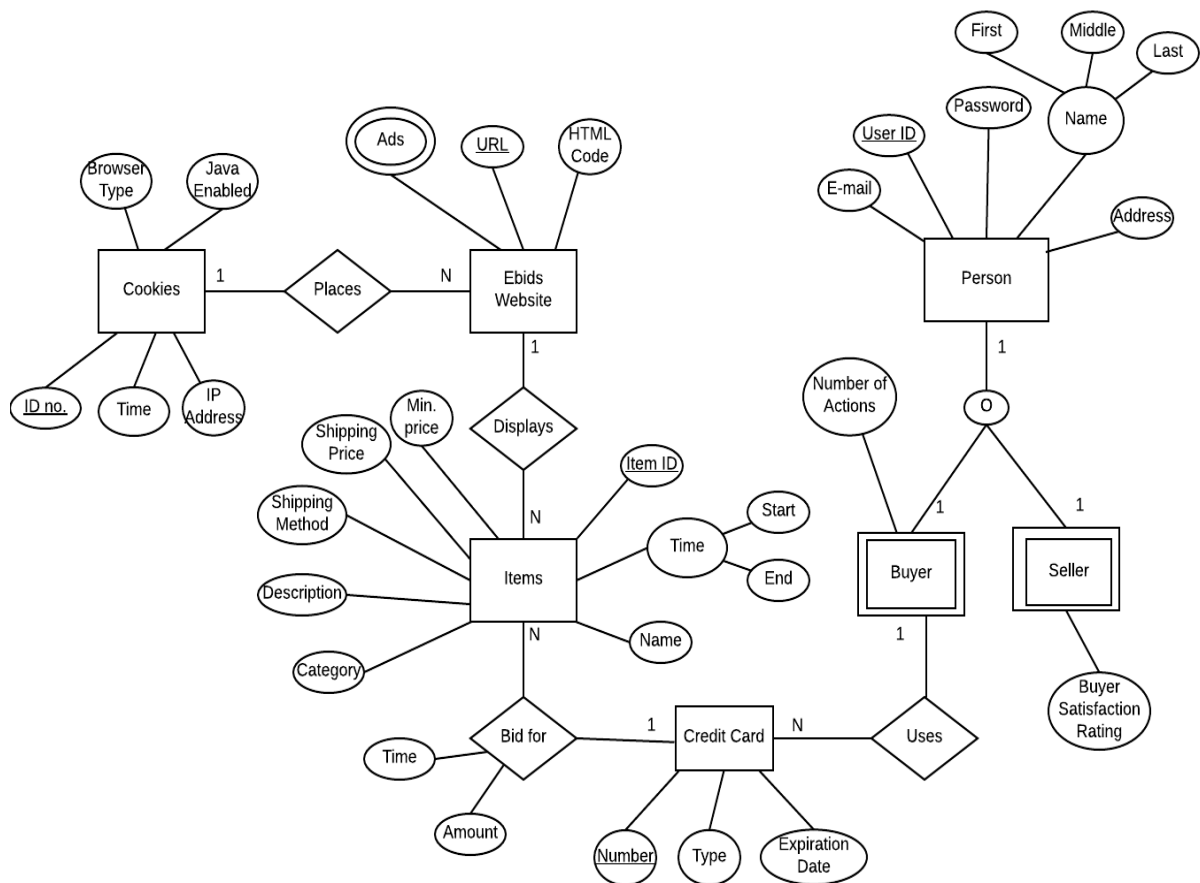 First
Middle
Last
Name
Password
User ID
E-mail
Address
Person
1
O
1
1
Ads
URL
HTML
Code
Browser
Type
Java
Enabled
Cookies
1
Places
N
Ebids
Website
ID no.
Time
IP
Address
1
Displays
N
Min.
price
Shipping
Price
Shipping
Method
Description
Category
Items
Item ID
Time
Start
End
Name
N
Bid for
Time
Amount
1
Credit Card
N
Number
Type
Expiration
Date
Uses
1
Number of
Actions
Buyer
Seller
Buyer
Satisfaction
Rating